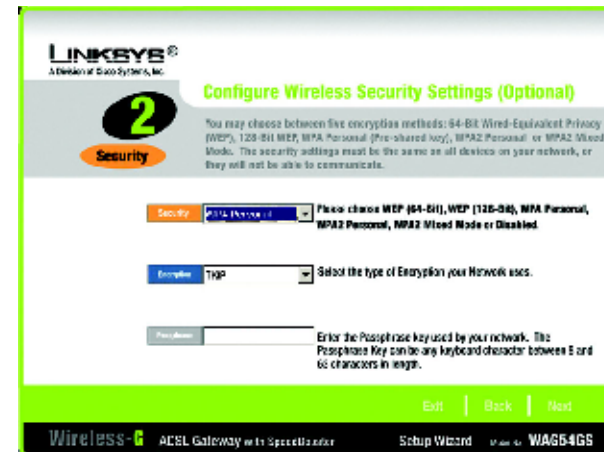 LINKSYS®
A Division of Cisco Systems, Inc.
2
Security
Configure Wireless Security Settings (Optional)
You may choose between five encryption methods: 64-Bit Wired-Equivalent Privacy
(WEP), 128-Bit WEP, WPA Personal (Pre-shared key), WPA2 Personal or WPA2 Mixed
Mode. The security settings must be the same on all devices on your network, or
they will not be able to communicate.
Security
WPA Personal
Please choose WEP (64-Bit), WEP (128-Bit), WPA Personal,
WPA2 Personal, WPA2 Mixed Mode or Disabled.
Encryption
TKIP
Select the type of Encryption your Network uses.
Passphrase
Enter the Passphrase key used by your network. The
Passphrase Key can be any keyboard character between 8 and
63 characters in length.
Exit
Back
Next
Wireless-G ADSL Gateway with SpeedBooster
Setup Wizard
Model No. WAG54GS